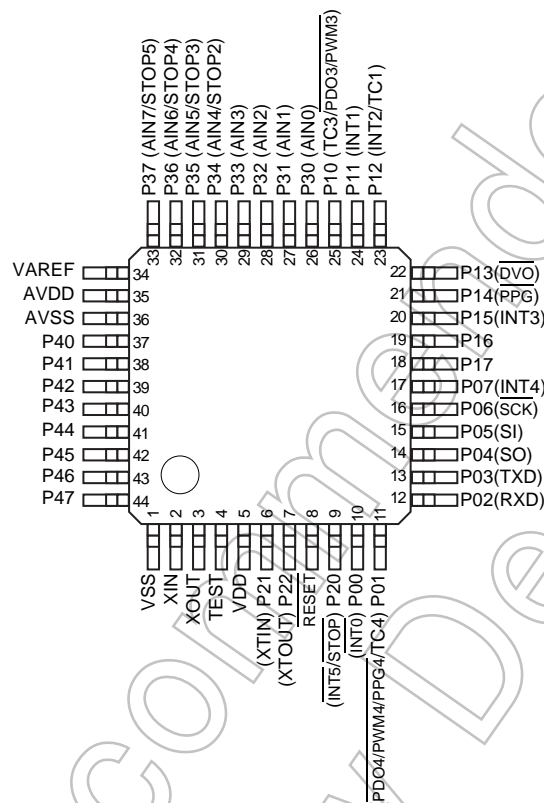 P37 (AIN7/STOP5)
P36 (AIN6/STOP4)
P35 (AIN5/STOP3)
P34 (AIN4/STOP2)
P33 (AIN3)
P32 (AIN2)
P31 (AIN1)
P30 (AIN0)
P10 (TC3/PDO3/PWM3)
P11 (INT1)
P12 (INT2/TC1)
33
32
31
30
29
28
27
26
25
24
23
VAREF 34
AVDD 35
AVSS 36
P40 37
P41 38
P42 39
P43 40
P44 41
P45 42
P46 43
P47 44
22 P13(DVO)
21 P14(PPG)
20 P15(INT3)
19 P16
18 P17
17 P07(INT4)
16 P06(SCK)
15 P05(SI)
14 P04(SO)
13 P03(TXD)
12 P02(RXD)
1
2
3
4
5
6
7
8
9
10
11
VSS
XIN
XOUT
TEST
VDD
(XTIN) P21
(XTOUT) P22
RESET
(INT5/STOP) P20
(INT0) P00
PDO4/PWM4/PPG4/TC4) P01
commende
De